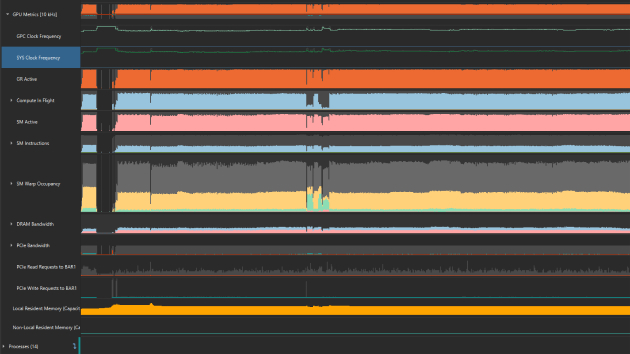 GPU Metrics [10 kHz]
GPC Clock Frequency
SYS Clock Frequency
GR Active
Compute In Flight
SM Active
SM Instructions
SM Warp Occupancy
DRAM Bandwidth
PCIe Bandwidth
PCIe Read Requests to BAR1
PCIe Write Requests to BAR1
Local Resident Memory (Capaci
Non-Local Resident Memory (Ca
Processes (14)